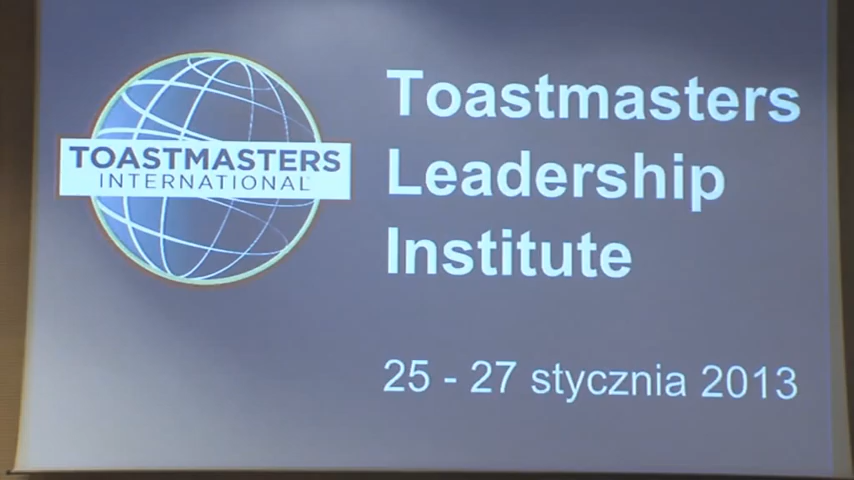 TOASTMASTERS
INTERNATIONAL
Toastmasters
Leadership
Institute
25 - 27 stycznia 2013